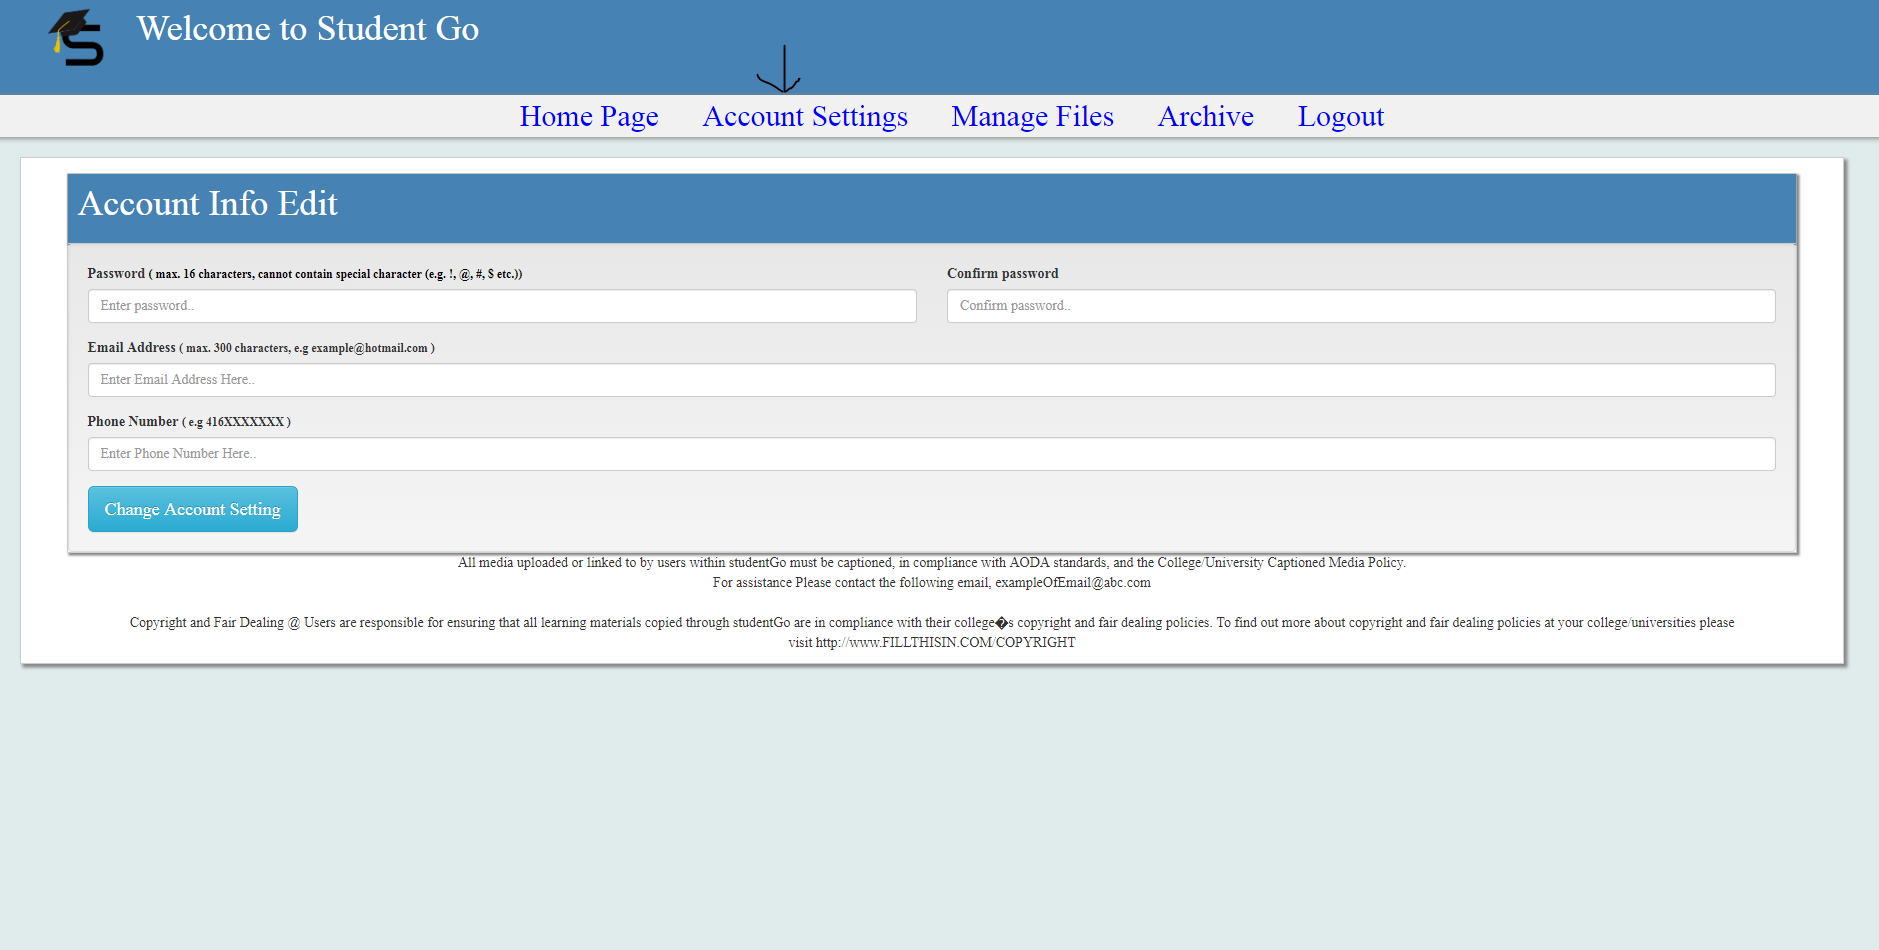 Welcome to Student Go
Home Page Account Settings Manage Files Archive Logout
Account Info Edit
Password ( max. 16 characters, cannot contain special character (e.g. !, @, #, $ etc.)) Confirm password
Enter password.. Confirm password..
Email Address ( max. 300 characters, e.g example@hotmail.com )
Enter Email Address Here..
Phone Number ( e.g 416XXXXXXX )
Enter Phone Number Here..
Change Account Setting
All media uploaded or linked to by users within studentGo must be captioned, in compliance with AODA standards, and the College/University Captioned Media Policy.
For assistance Please contact the following email, exampleOfEmail@abc.com
Copyright and Fair Dealing @ Users are responsible for ensuring that all learning materials copied through studentGo are in compliance with their college�s copyright and fair dealing policies. To find out more about copyright and fair dealing policies at your college/universities please
visit http://www.FILLTHISIN.COM/COPYRIGHT